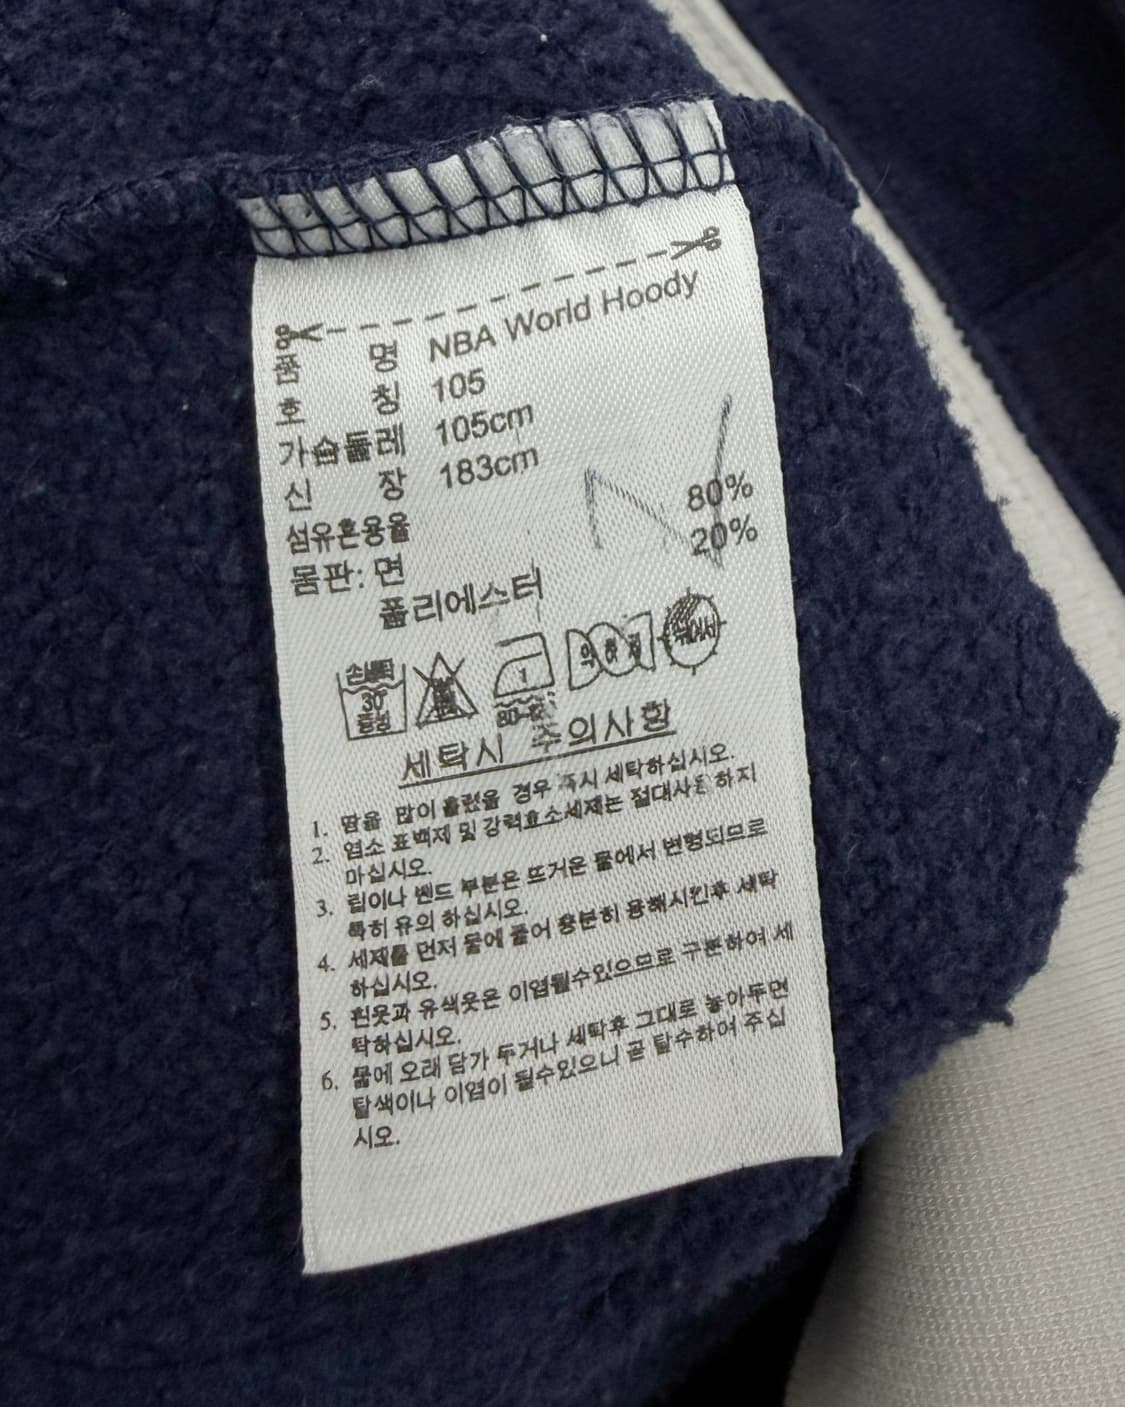 품 명 NBA World Hoody
호 칭 105
가슴둘레 105cm
신 장 183cm
섬유혼용율
몸판: 면 80%
폴리에스터 20%
손세탁 약하게
30°
중성
1
세탁시 주의사항
1. 땀을 많이 흘렸을 경우 즉시 세탁하십시오.
2. 염소 표백제 및 강력효소세제는 절대사용하지
마십시오.
3. 립이나 밴드 부분은 뜨거운 물에서 변형되므로
특히 유의 하십시오.
4. 세제를 먼저 물에 풀어 충분히 용해시킨후 세탁
하십시오.
5. 흰옷과 유색옷은 이염될수있으므로 구분하여 세
탁하십시오.
6. 물에 오래 담가 두거나 세탁후 그대로 놓아두면
탈색이나 이염이 될수있으니 곧 탈수하여 주십
시오.